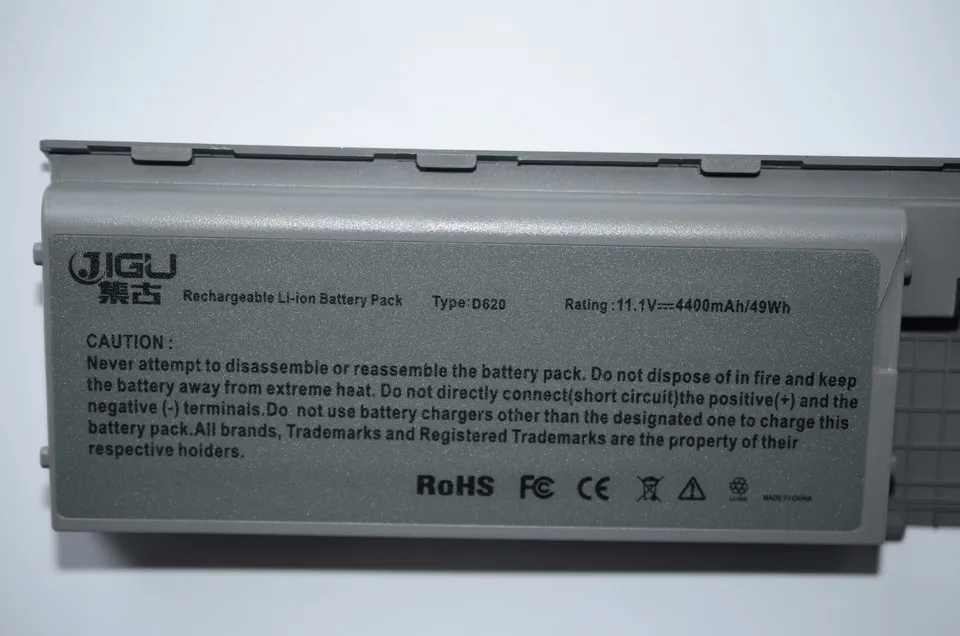 JIGU
集古
Rechargeable Li-ion Battery Pack Type:D620 Rating:11.1V⎓4400mAh/49Wh
CAUTION :
Never attempt to disassemble or reassemble the battery pack. Do not dispose of in fire and keep
the battery away from extreme heat. Do not directly connect(short circuit)the positive(+) and the
negative (-) terminals.Do not use battery chargers other than the designated one to charge this
battery pack.All brands, Trademarks and Registered Trademarks are the property of their
respective holders.
RoHS FC CE Li-ion MADE IN CHINA